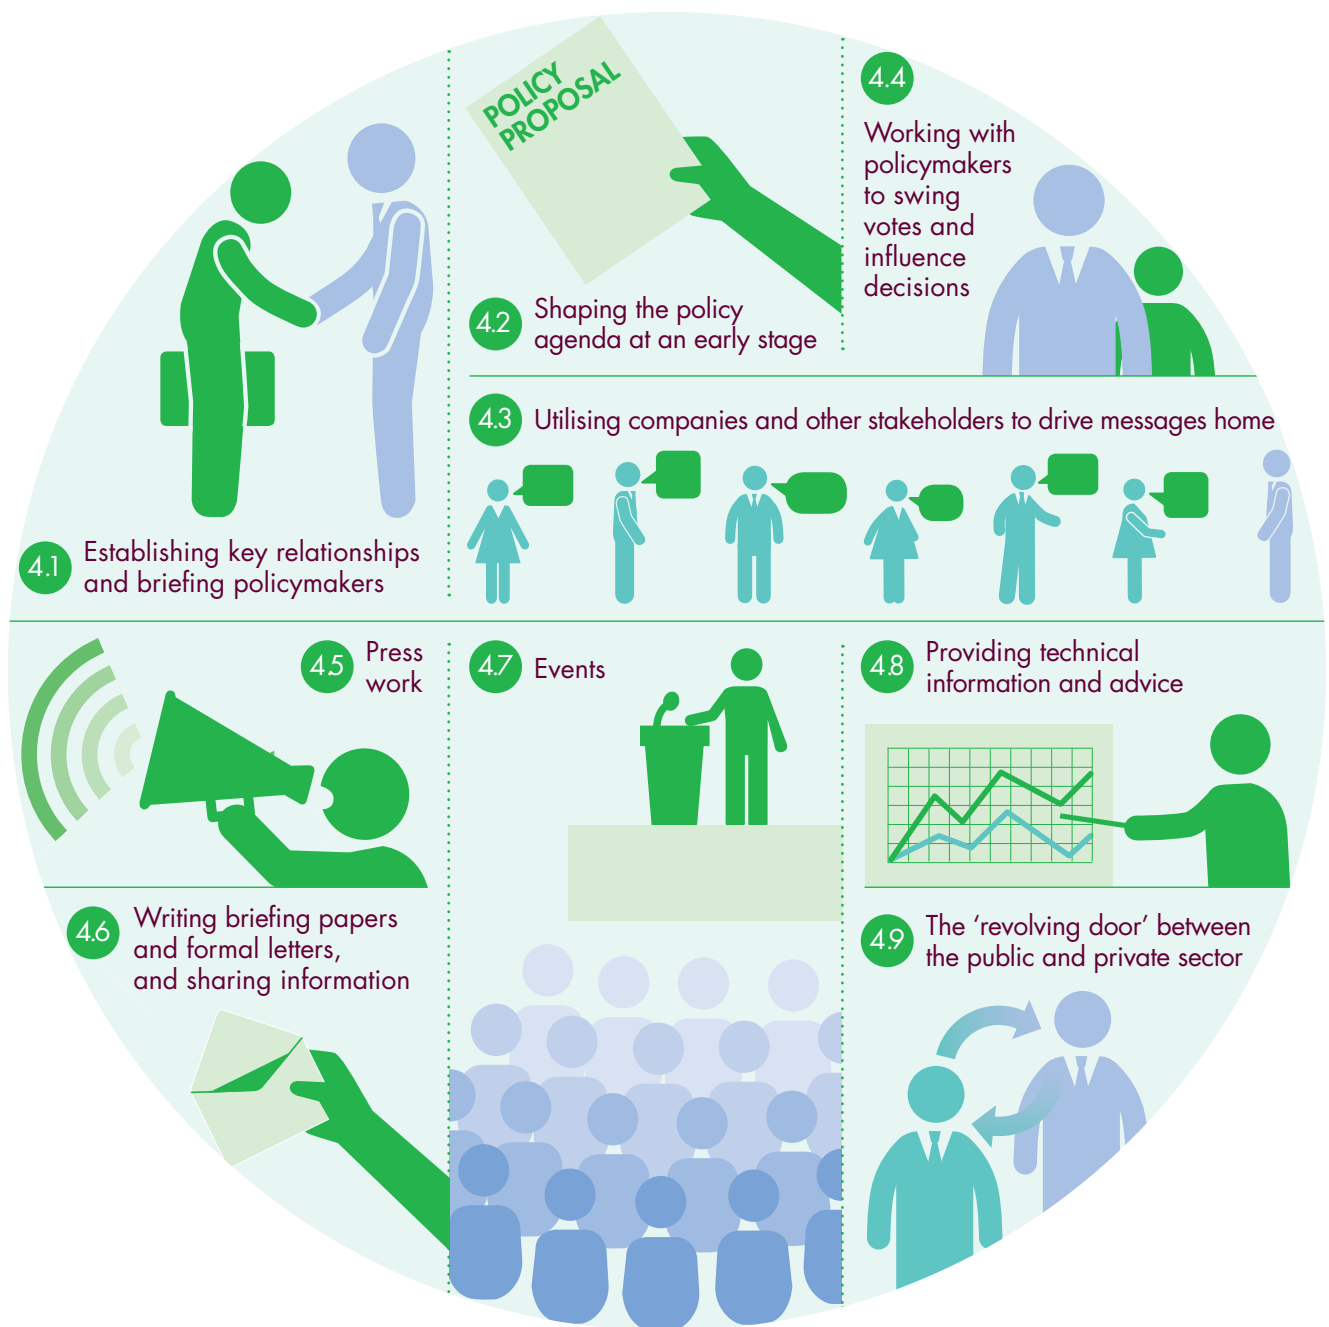 4.1
Establishing key relationships
and briefing policymakers
POLICY
PROPOSAL
4.2
Shaping the policy
agenda at an early stage
4.3
Utilising companies and other stakeholders to drive messages home
4.4
Working with
policymakers
to swing
votes and
influence
decisions
4.5
Press
work
4.6
Writing briefing papers
and formal letters,
and sharing information
4.7
Events
4.8
Providing technical
information and advice
4.9
The ‘revolving door’ between
the public and private sector